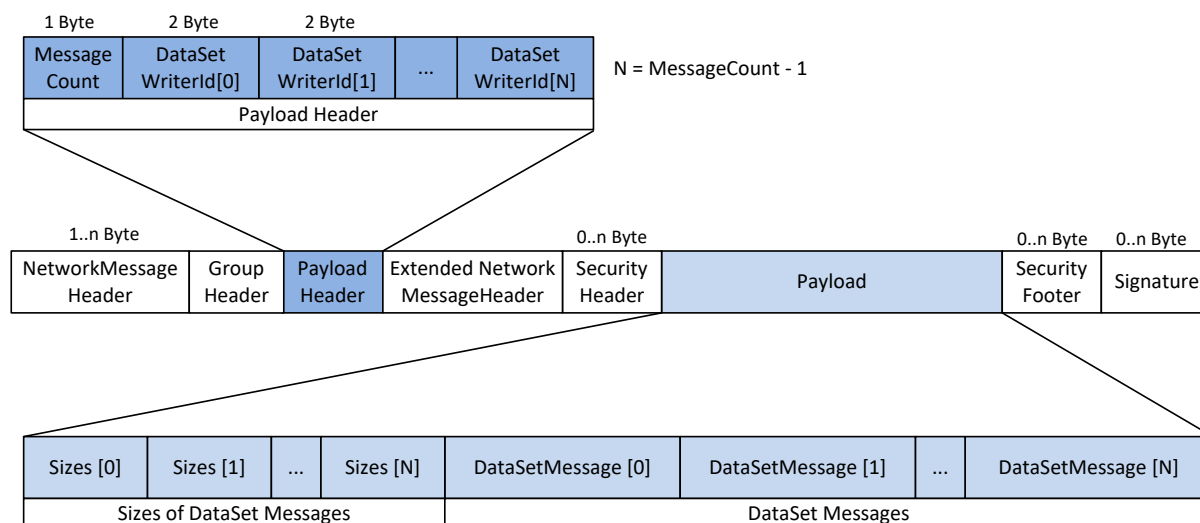 1 Byte 2 Byte 2 Byte
Message DataSet DataSet DataSet
Count WriterId[0] WriterId[1] ... WriterId[N] N = MessageCount - 1
Payload Header
1..n Byte 0..n Byte 0..n Byte 0..n Byte
NetworkMessage Group Payload Extended Network Security Payload Security Signature
Header Header Header MessageHeader Header Footer
Sizes [0] Sizes [1] ... Sizes [N] DataSetMessage [0] DataSetMessage [1] ... DataSetMessage [N]
Sizes of DataSet Messages DataSet Messages